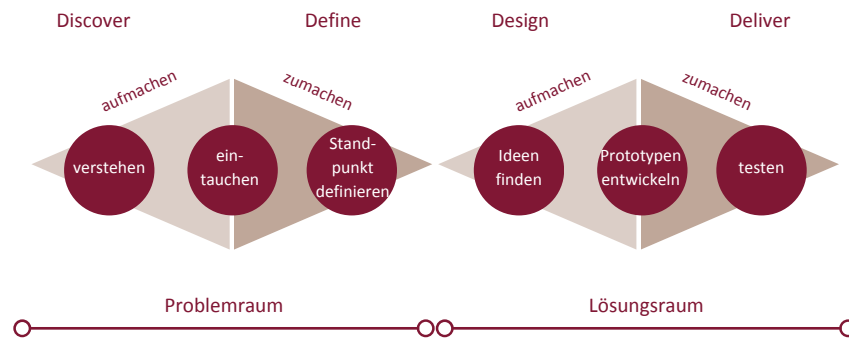 Discover
Define
Design
Deliver
aufmachen
zumachen
aufmachen
zumachen
verstehen
ein-
tauchen
Stand-
punkt
definieren
Ideen
finden
Prototypen
entwickeln
testen
Problemraum
Lösungsraum